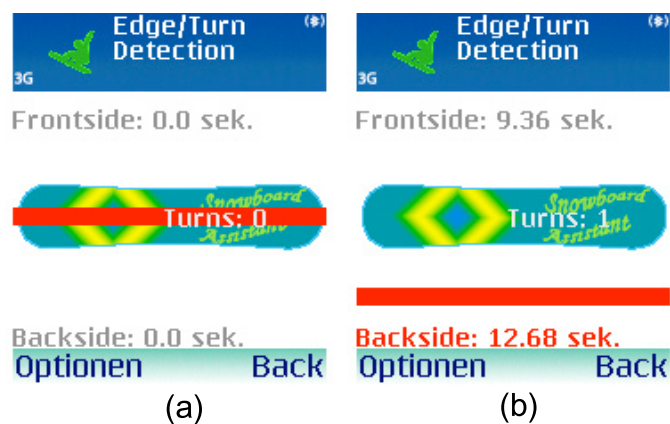 Edge/Turn
Detection
3G
Frontside: 0.0 sek.
Snowboard
Turns: 0
Assistant
Backside: 0.0 sek.
Optionen Back
(a)
Edge/Turn
Detection
3G
Frontside: 9.36 sek.
Snowboard
Turns: 1
Assistant
Backside: 12.68 sek.
Optionen Back
(b)